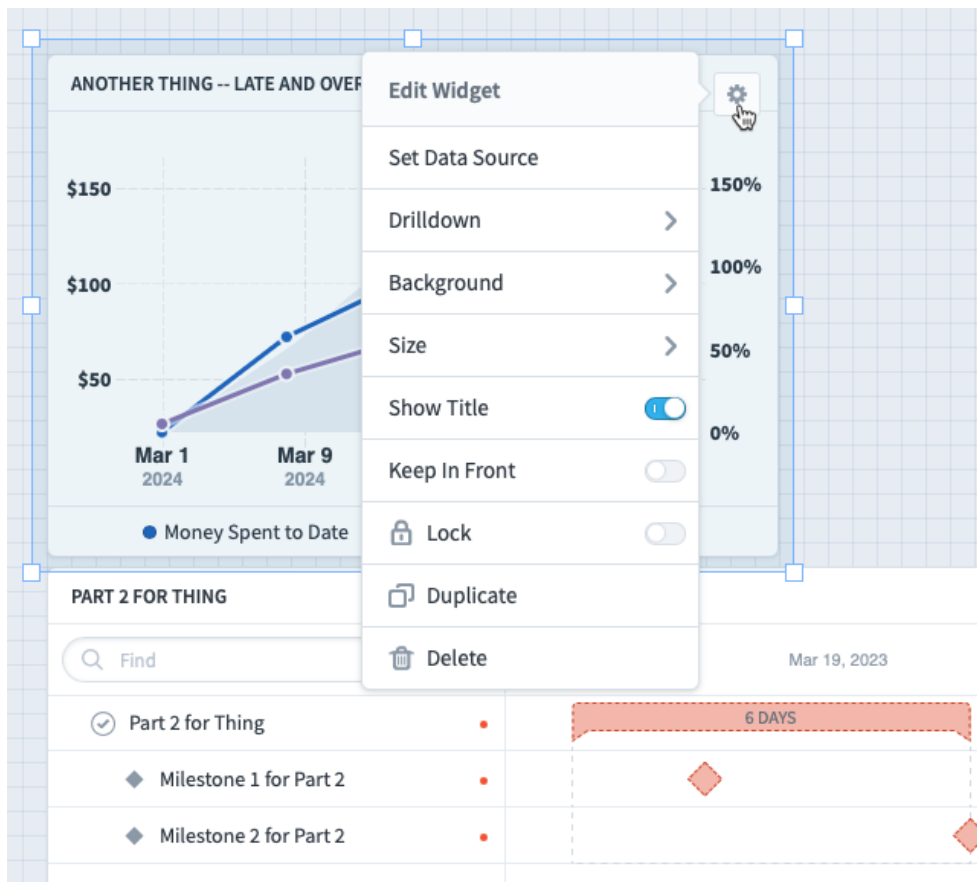 ANOTHER THING -- LATE AND OVER
Edit Widget
Set Data Source
Drilldown
Background
Size
Show Title
Keep In Front
Lock
Duplicate
Delete
$150
$100
$50
150%
100%
50%
0%
Mar 1
2024
Mar 9
2024
Money Spent to Date
PART 2 FOR THING
Find
Mar 19, 2023
Part 2 for Thing
6 DAYS
Milestone 1 for Part 2
Milestone 2 for Part 2